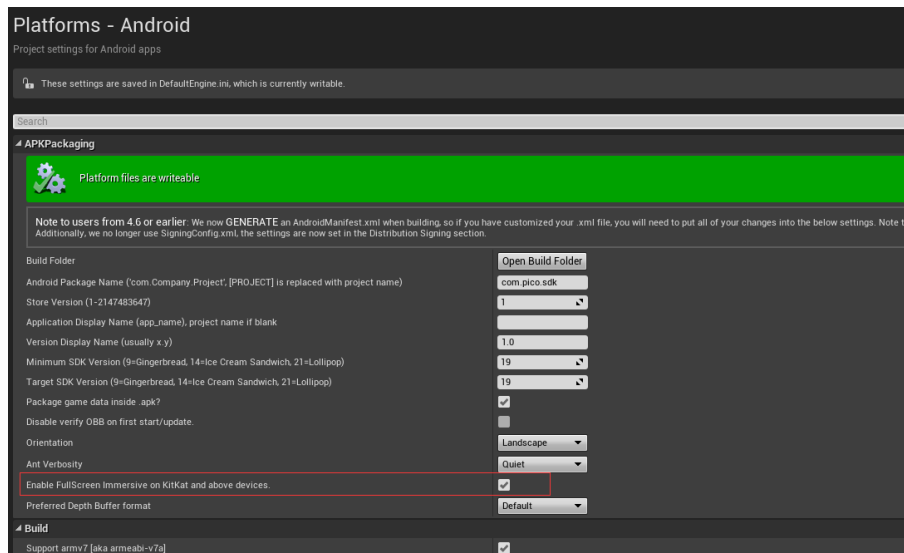 Platforms - Android
Project settings for Android apps
These settings are saved in DefaultEngine.ini, which is currently writable.
Search
APKPackaging
Platform files are writeable
Note to users from 4.6 or earlier: We now GENERATE an AndroidManifest.xml when building, so if you have customized your .xml file, you will need to put all of your changes into the below settings. Note t
Additionally, we no longer use SigningConfig.xml, the settings are now set in the Distribution Signing section.
Build Folder Open Build Folder
Android Package Name ('com.Company.Project', [PROJECT] is replaced with project name) com.pico.sdk
Store Version (1-2147483647) 1
Application Display Name (app_name), project name if blank
Version Display Name (usually x.y) 1.0
Minimum SDK Version (9=Gingerbread, 14=Ice Cream Sandwich, 21=Lollipop) 19
Target SDK Version (9=Gingerbread, 14=Ice Cream Sandwich, 21=Lollipop) 19
Package game data inside .apk?
Disable verify OBB on first start/update.
Orientation Landscape
Ant Verbosity Quiet
Enable FullScreen Immersive on KitKat and above devices.
Preferred Depth Buffer format Default
Build
Support armv7 [aka armeabi-v7a]